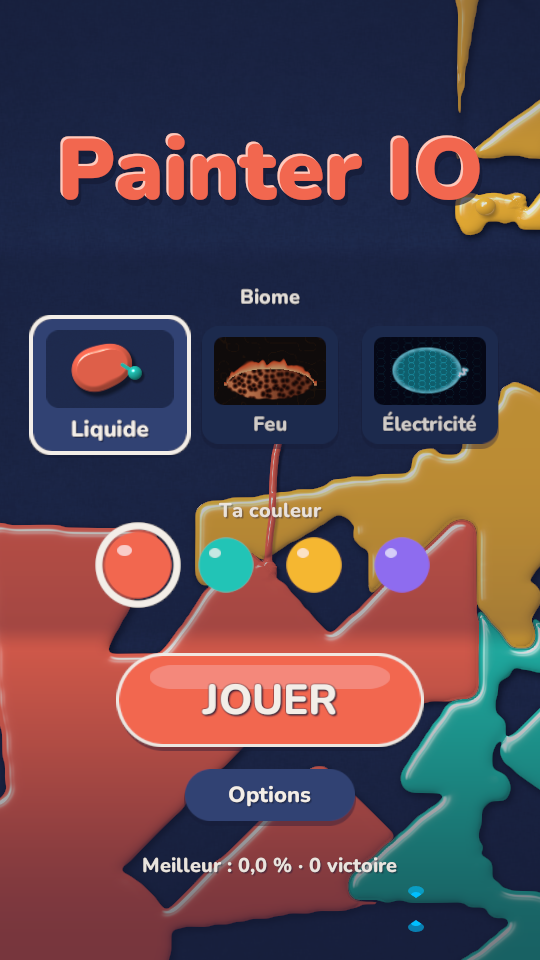 Painter IO
Biome
Liquide
Feu
Électricité
Ta couleur
JOUER
Options
Meilleur : 0,0 % · 0 victoire